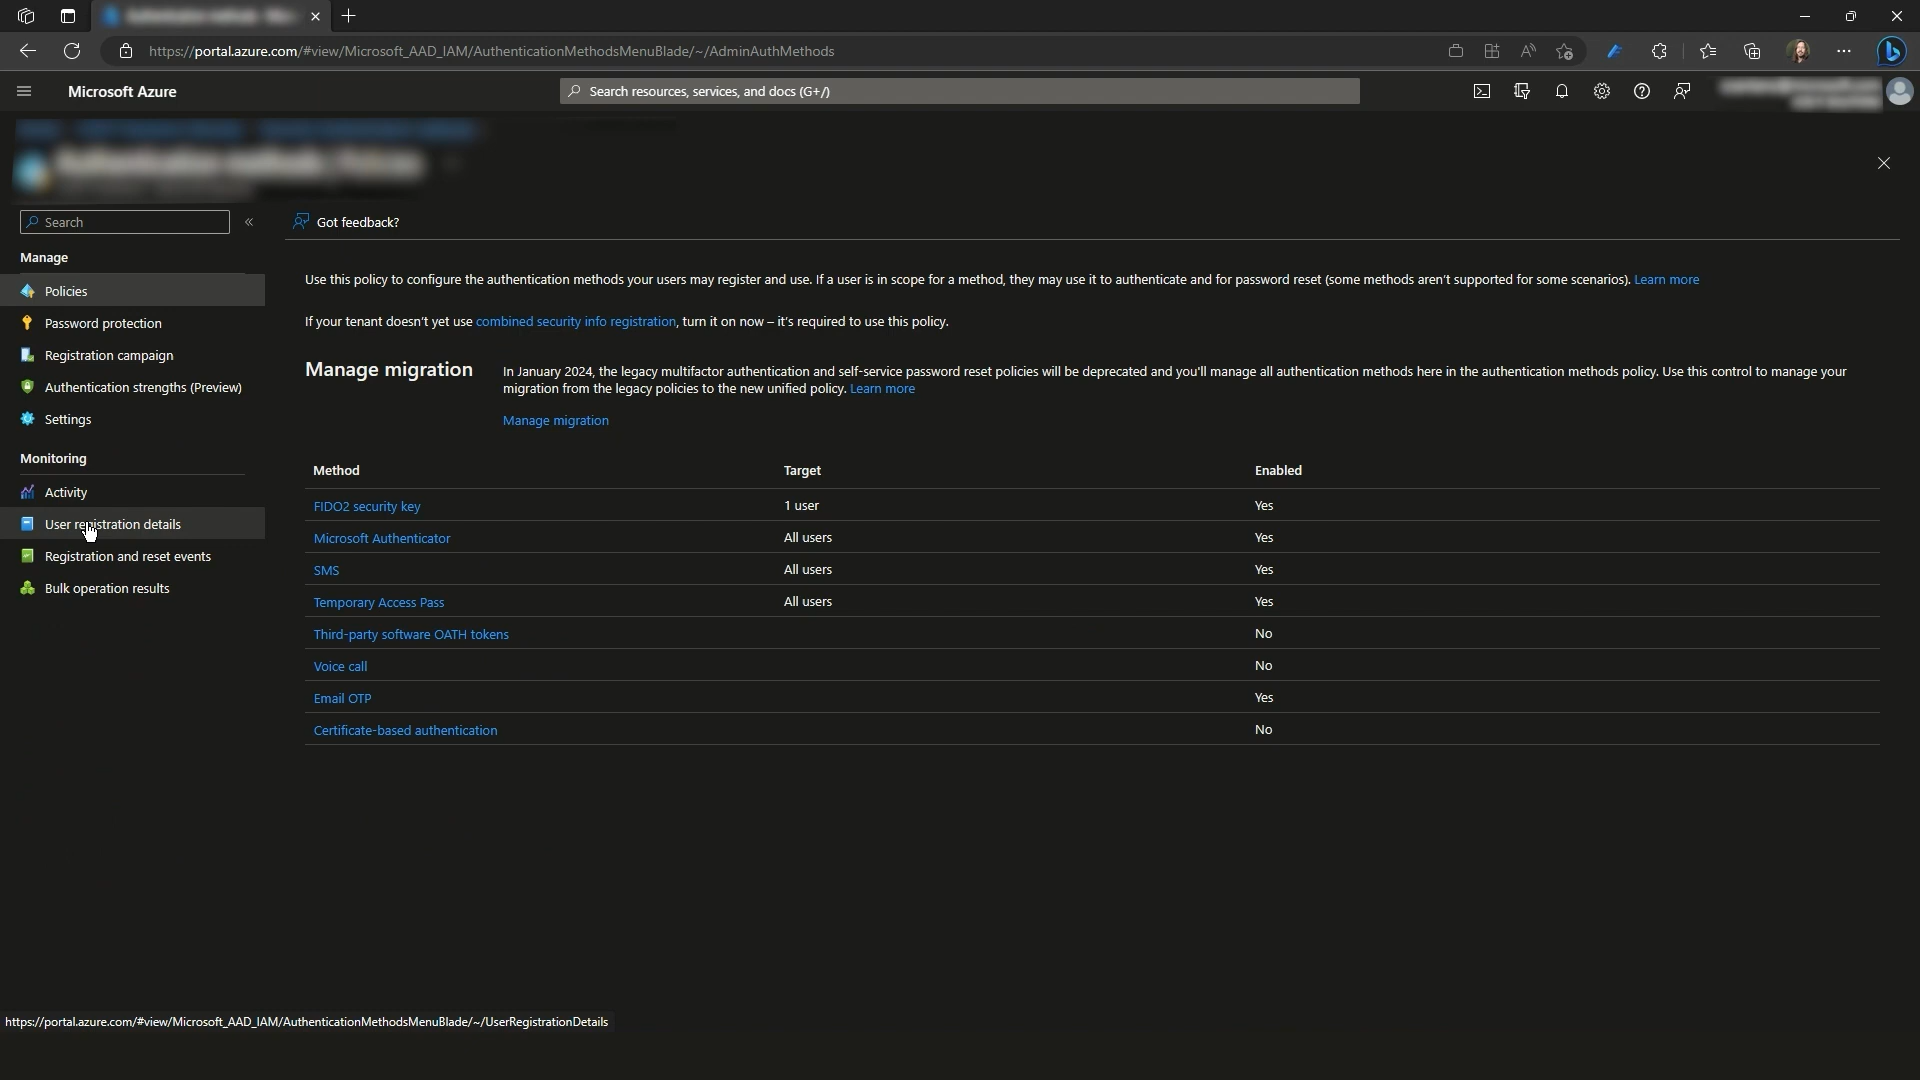 https://portal.azure.com/#view/Microsoft_AAD_IAM/AuthenticationMethodsMenuBlade/~/AdminAuthMethods
Microsoft Azure
Search resources, services, and docs (G+/)
Search
Got feedback?
Manage
Policies
Password protection
Registration campaign
Authentication strengths (Preview)
Settings
Monitoring
Activity
User registration details
Registration and reset events
Bulk operation results
Use this policy to configure the authentication methods your users may register and use. If a user is in scope for a method, they may use it to authenticate and for password reset (some methods aren't supported for some scenarios). Learn more
If your tenant doesn't yet use combined security info registration, turn it on now – it's required to use this policy.
Manage migration
In January 2024, the legacy multifactor authentication and self-service password reset policies will be deprecated and you'll manage all authentication methods here in the authentication methods policy. Use this control to manage your
migration from the legacy policies to the new unified policy. Learn more
Manage migration
Method Target Enabled
FIDO2 security key 1 user Yes
Microsoft Authenticator All users Yes
SMS All users Yes
Temporary Access Pass All users Yes
Third-party software OATH tokens No
Voice call No
Email OTP Yes
Certificate-based authentication No
https://portal.azure.com/#view/Microsoft_AAD_IAM/AuthenticationMethodsMenuBlade/~/UserRegistrationDetails